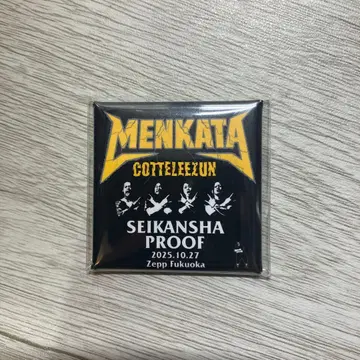 MENKATA
COTTELEEZUN
SEIKANSHA
PROOF
2025.10.27
Zepp Fukuoka